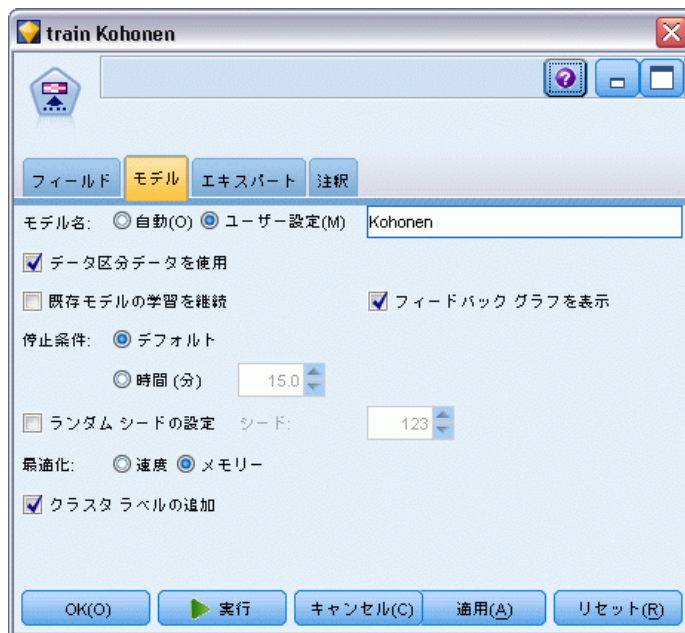 train Kohonen
フィールド モデル エキスパート 注釈
モデル名: 自動(O) ユーザー設定(M) Kohonen
データ区分データを使用
既存モデルの学習を継続 フィードバック グラフを表示
停止条件: デフォルト
時間 (分) 15.0
ランダム シードの設定 シード: 123
最適化: 速度 メモリー
クラスタ ラベルの追加
OK(O) 実行 キャンセル(C) 適用(A) リセット(R)